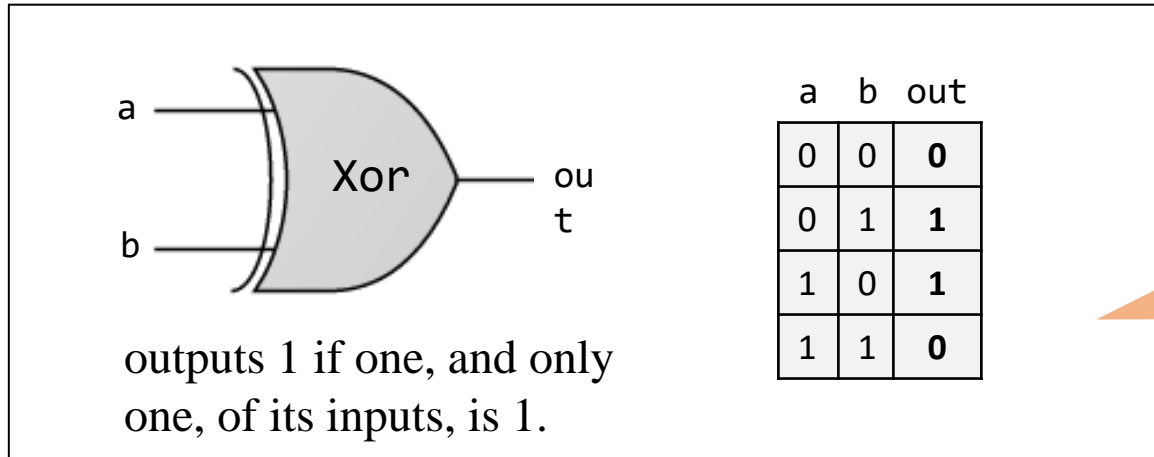 a
b
Xor
ou
t
outputs 1 if one, and only
one, of its inputs, is 1.
a b out
0 0 0
0 1 1
1 0 1
1 1 0